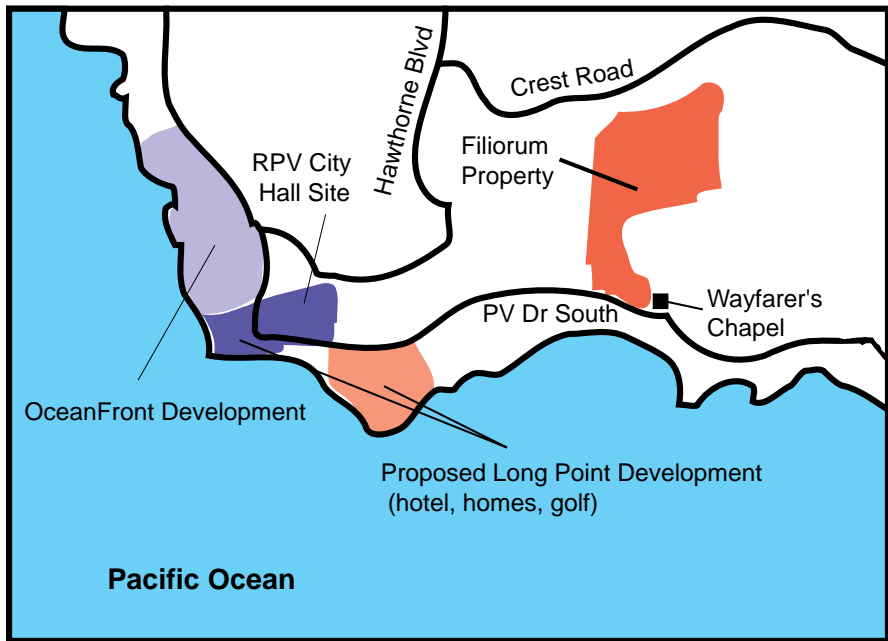 Hawthorne Blvd
Crest Road
Filiorum
Property
RPV City
Hall Site
PV Dr South
Wayfarer's
Chapel
OceanFront Development
Proposed Long Point Development
(hotel, homes, golf)
Pacific Ocean